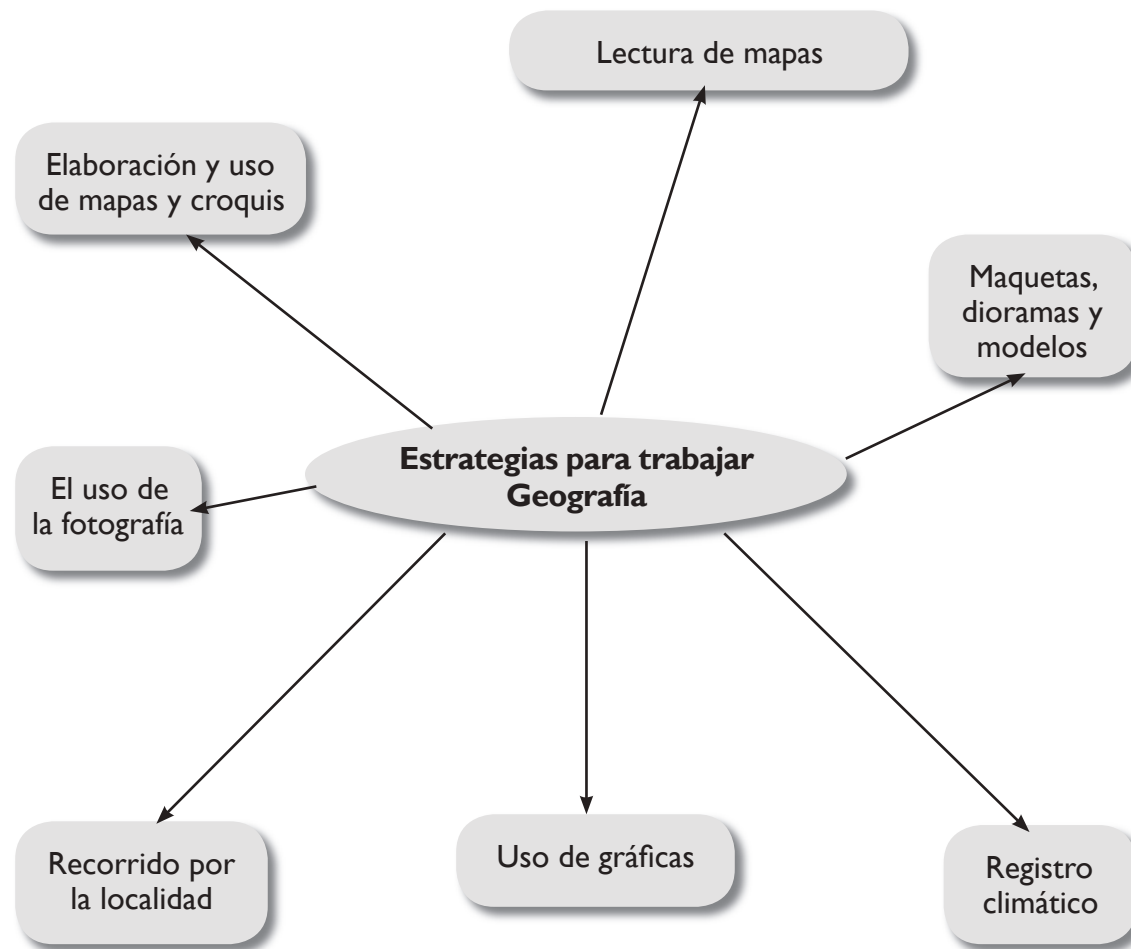 Lectura de mapas
Elaboración y uso
de mapas y croquis
Maquetas,
dioramas y
modelos
Estrategias para trabajar
Geografía
El uso de
la fotografía
Recorrido por
la localidad
Uso de gráficas
Registro
climático